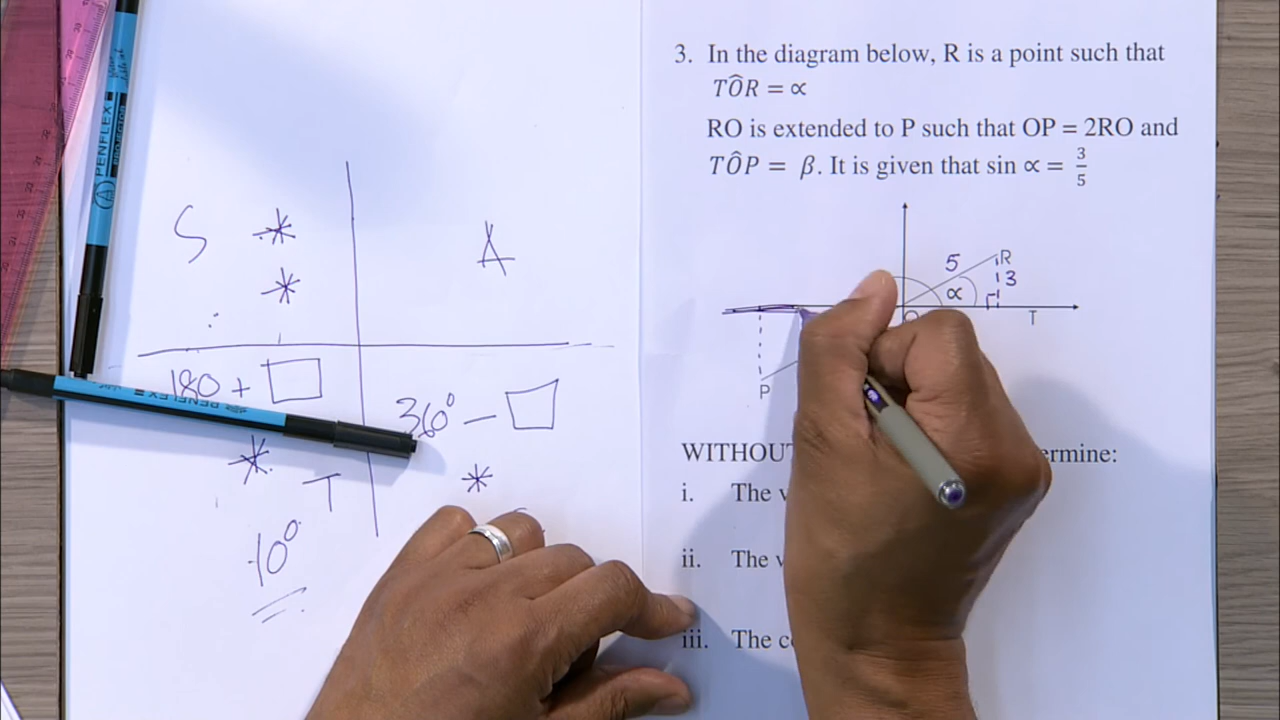 3. In the diagram below, R is a point such that
TÔR = ∝
RO is extended to P such that OP = 2RO and
TÔP = β. It is given that sin ∝ = 3/5
5
R
3
∝
T
P
WITHOUT
ermine:
i. The
ii. The
iii. The
S
A
180 +
360° −
T
10°
PENFLEX